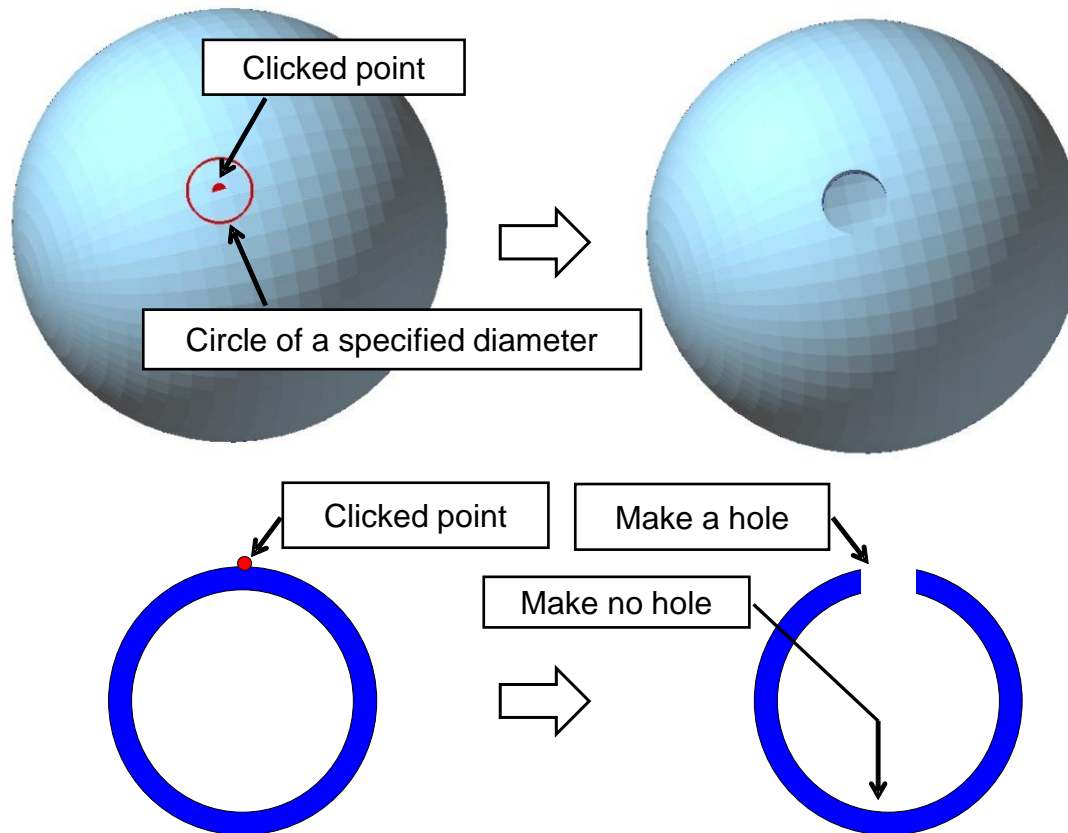 Clicked point
Circle of a specified diameter
Clicked point
Make a hole
Make no hole